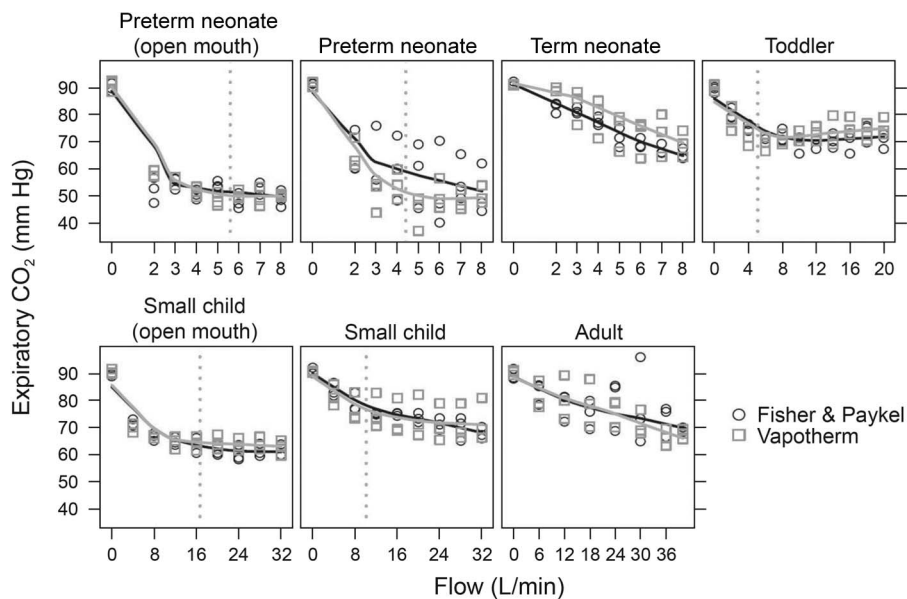 Preterm neonate
(open mouth)
Preterm neonate
Term neonate
Toddler
90
80
70
60
50
40
0 2 3 4 5 6 7 8
0 2 3 4 5 6 7 8
0 2 3 4 5 6 7 8
0 4 8 12 16 20
Expiratory CO₂ (mm Hg)
Small child
(open mouth)
Small child
Adult
90
80
70
60
50
40
0 8 16 24 32
0 8 16 24 32
0 6 12 18 24 30 36
Fisher & Paykel
Vapotherm
Flow (L/min)